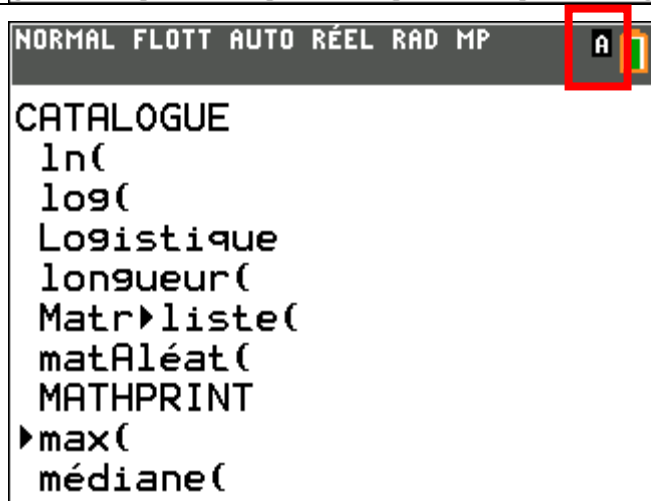 NORMAL FLOTT AUTO RÉEL RAD MP A
CATALOGUE
ln(
log(
Logistique
longueur(
Matr▶liste(
matAléat(
MATHPRINT
▶max(
médiane(